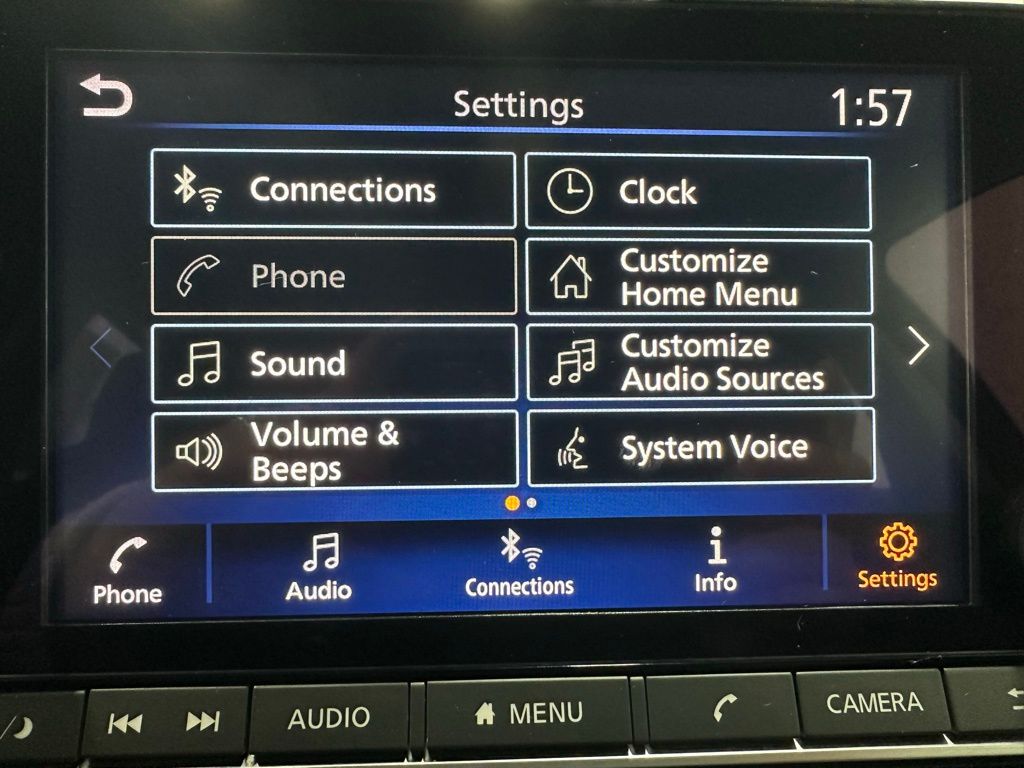 Settings
1:57
Connections
Clock
Phone
Customize
Home Menu
Sound
Customize
Audio Sources
Volume &
Beeps
System Voice
Phone
Audio
Connections
Info
Settings
AUDIO
MENU
CAMERA